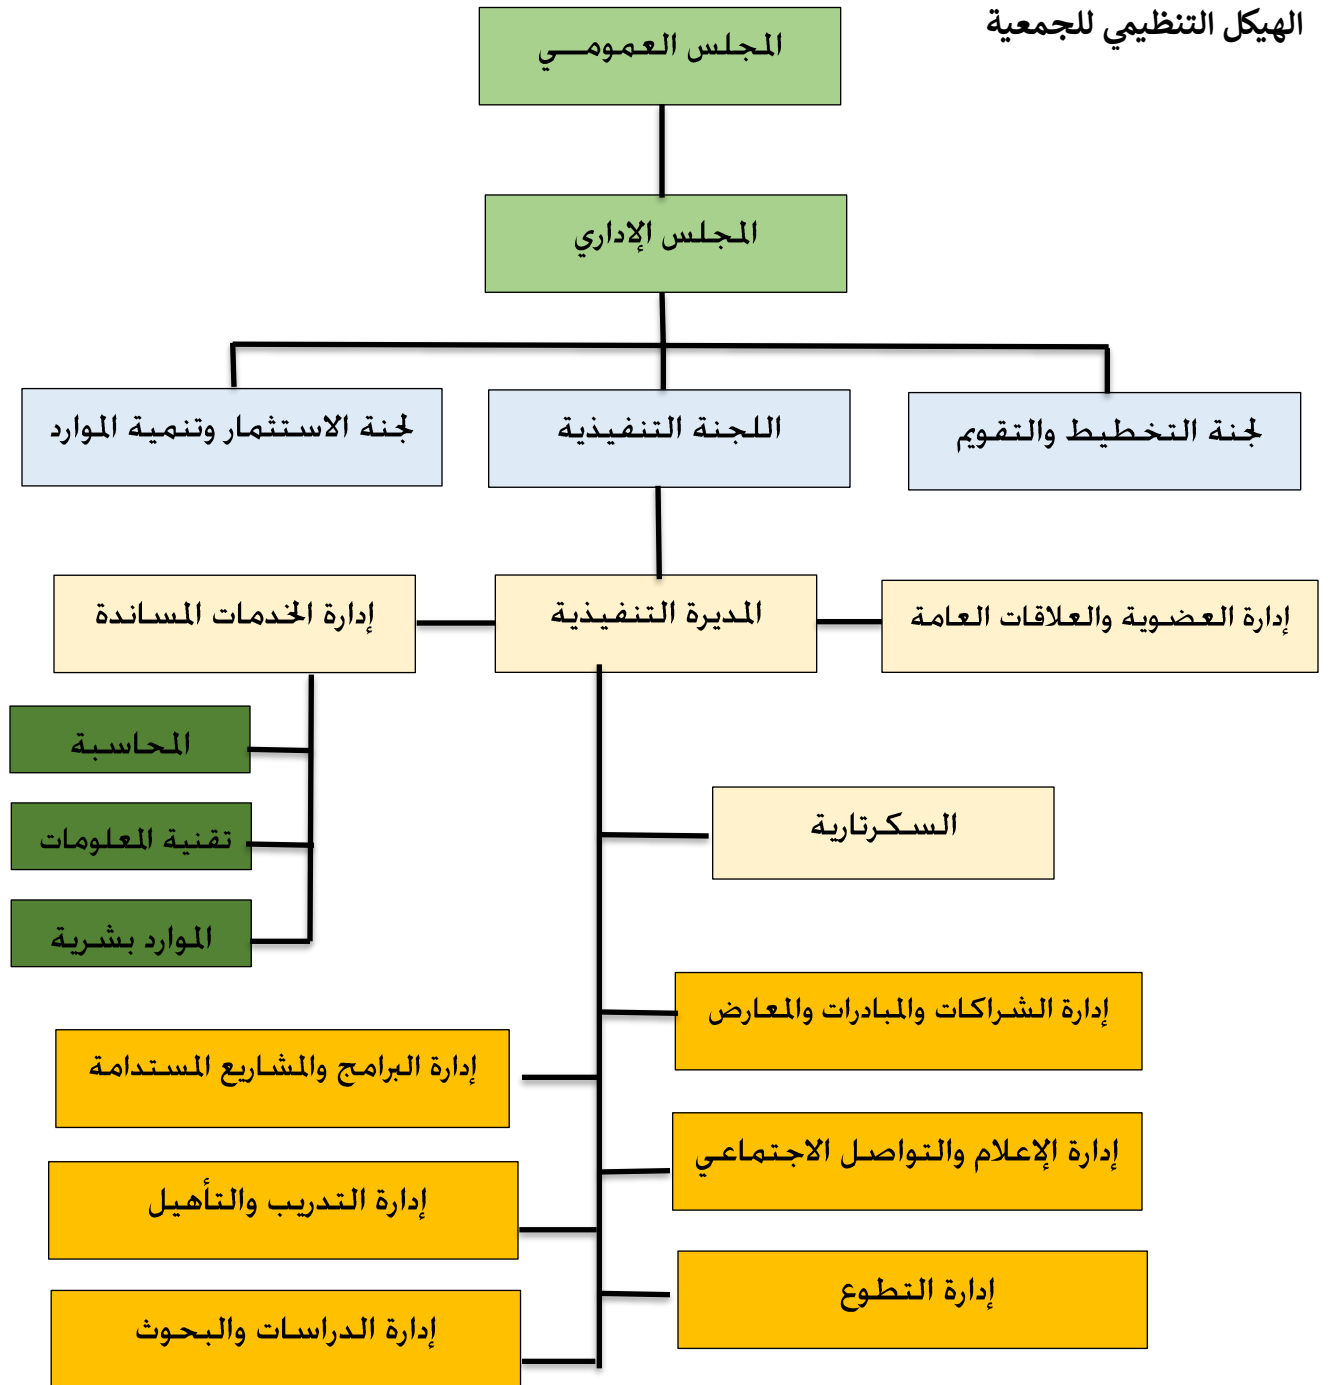 الهيكل التنظيمي للجمعية
المجلس العمومـــي
المجلس الإداري
لجنة التخطيط والتقويم
اللجنة التنفيذية
لجنة الاستثمار وتنمية الموارد
إدارة العضوية والعلاقات العامة
المديرة التنفيذية
إدارة الخدمات المساندة
المحاسبة
تقنية المعلومات
الموارد بشرية
السكرتارية
إدارة الشراكات والمبادرات والمعارض
إدارة البرامج والمشاريع المستدامة
إدارة الإعلام والتواصل الاجتماعي
إدارة التدريب والتأهيل
إدارة التطوع
إدارة الدراسات والبحوث